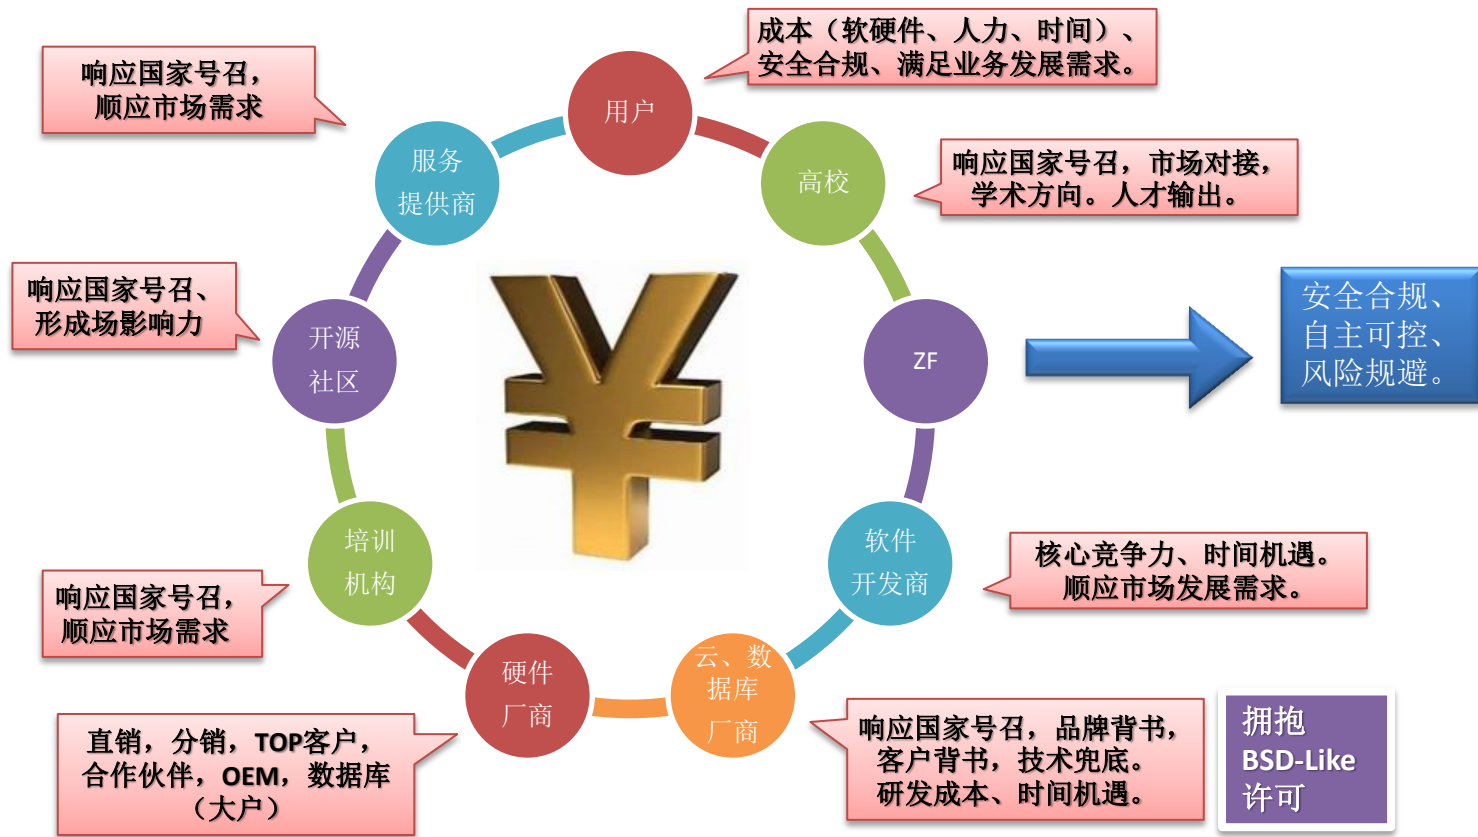 成本（软硬件、人力、时间）、
安全合规、满足业务发展需求。
响应国家号召，
顺应市场需求
用户
服务
提供商
高校
响应国家号召，市场对接，
学术方向。人才输出。
响应国家号召、
形成场影响力
开源
社区
ZF
安全合规、
自主可控、
风险规避。
培训
机构
软件
开发商
核心竞争力、时间机遇。
顺应市场发展需求。
响应国家号召，
顺应市场需求
硬件
厂商
云、数
据库
厂商
直销，分销，TOP客户，
合作伙伴，OEM，数据库
（大户）
响应国家号召，品牌背书，
客户背书，技术兜底。
研发成本、时间机遇。
拥抱
BSD-Like
许可